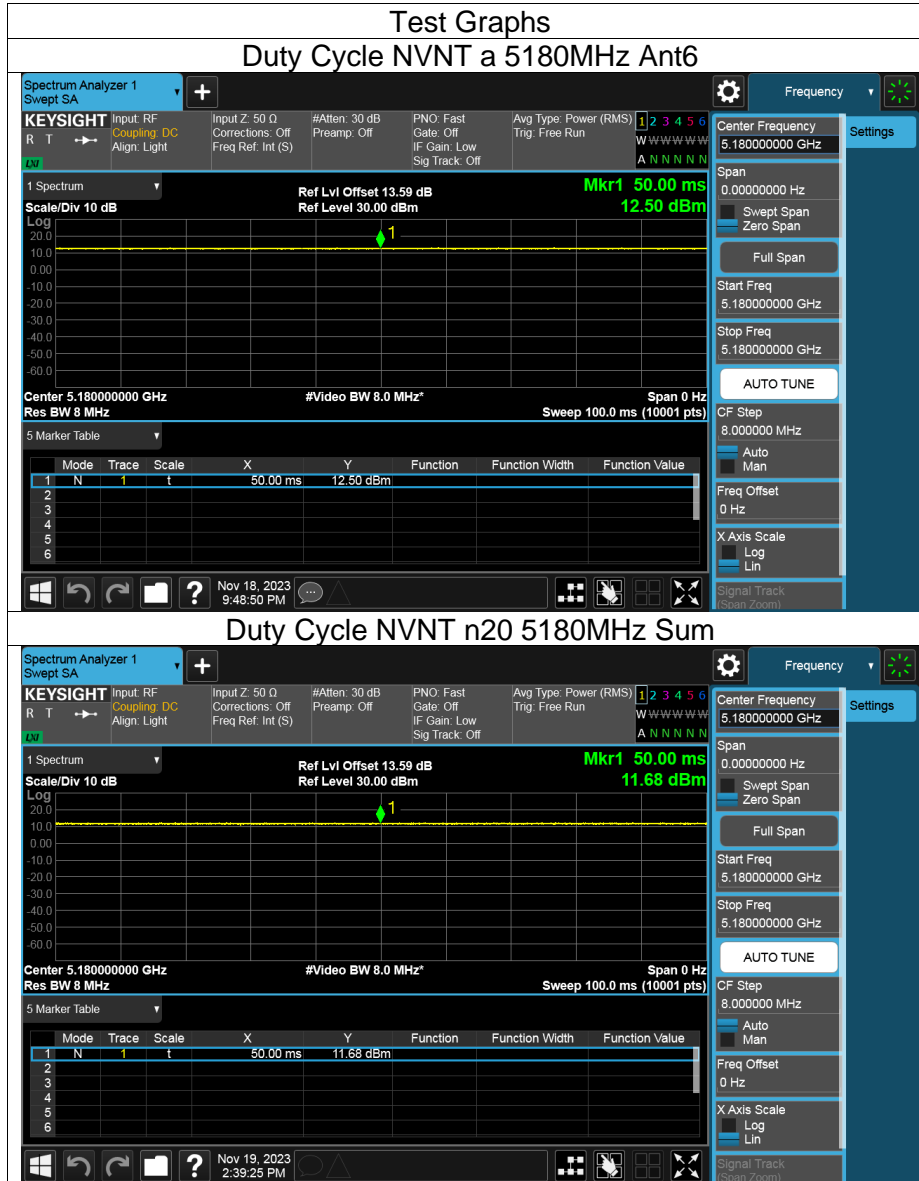 Test Graphs
Duty Cycle NVNT a 5180MHz Ant6
Spectrum Analyzer 1
Swept SA
Frequency
KEYSIGHT
R T
LXI
Input: RF
Coupling: DC
Align: Light
Input Z: 50 Ω
Corrections: Off
Freq Ref: Int (S)
#Atten: 30 dB
Preamp: Off
PNO: Fast
Gate: Off
IF Gain: Low
Sig Track: Off
Avg Type: Power (RMS)
Trig: Free Run
1 2 3 4 5 6
W W W W W W
A N N N N N
1 Spectrum
Scale/Div 10 dB
Ref Lvl Offset 13.59 dB
Ref Level 30.00 dBm
Mkr1 50.00 ms
12.50 dBm
Log
20.0
10.0
0.00
-10.0
-20.0
-30.0
-40.0
-50.0
-60.0
1
Center 5.180000000 GHz
Res BW 8 MHz
#Video BW 8.0 MHz*
Span 0 Hz
Sweep 100.0 ms (10001 pts)
5 Marker Table
Mode Trace Scale X Y Function Function Width Function Value
1 N 1 t 50.00 ms 12.50 dBm
2
3
4
5
6
Nov 18, 2023
9:48:50 PM
Center Frequency
5.180000000 GHz
Settings
Span
0.00000000 Hz
Swept Span
Zero Span
Full Span
Start Freq
5.180000000 GHz
Stop Freq
5.180000000 GHz
AUTO TUNE
CF Step
8.000000 MHz
Auto
Man
Freq Offset
0 Hz
X Axis Scale
Log
Lin
Signal Track
(Span Zoom)
Duty Cycle NVNT n20 5180MHz Sum
Spectrum Analyzer 1
Swept SA
Frequency
KEYSIGHT
R T
LXI
Input: RF
Coupling: DC
Align: Light
Input Z: 50 Ω
Corrections: Off
Freq Ref: Int (S)
#Atten: 30 dB
Preamp: Off
PNO: Fast
Gate: Off
IF Gain: Low
Sig Track: Off
Avg Type: Power (RMS)
Trig: Free Run
1 2 3 4 5 6
W W W W W W
A N N N N N
1 Spectrum
Scale/Div 10 dB
Ref Lvl Offset 13.59 dB
Ref Level 30.00 dBm
Mkr1 50.00 ms
11.68 dBm
Log
20.0
10.0
0.00
-10.0
-20.0
-30.0
-40.0
-50.0
-60.0
1
Center 5.180000000 GHz
Res BW 8 MHz
#Video BW 8.0 MHz*
Span 0 Hz
Sweep 100.0 ms (10001 pts)
5 Marker Table
Mode Trace Scale X Y Function Function Width Function Value
1 N 1 t 50.00 ms 11.68 dBm
2
3
4
5
6
Nov 19, 2023
2:39:25 PM
Center Frequency
5.180000000 GHz
Settings
Span
0.00000000 Hz
Swept Span
Zero Span
Full Span
Start Freq
5.180000000 GHz
Stop Freq
5.180000000 GHz
AUTO TUNE
CF Step
8.000000 MHz
Auto
Man
Freq Offset
0 Hz
X Axis Scale
Log
Lin
Signal Track
(Span Zoom)